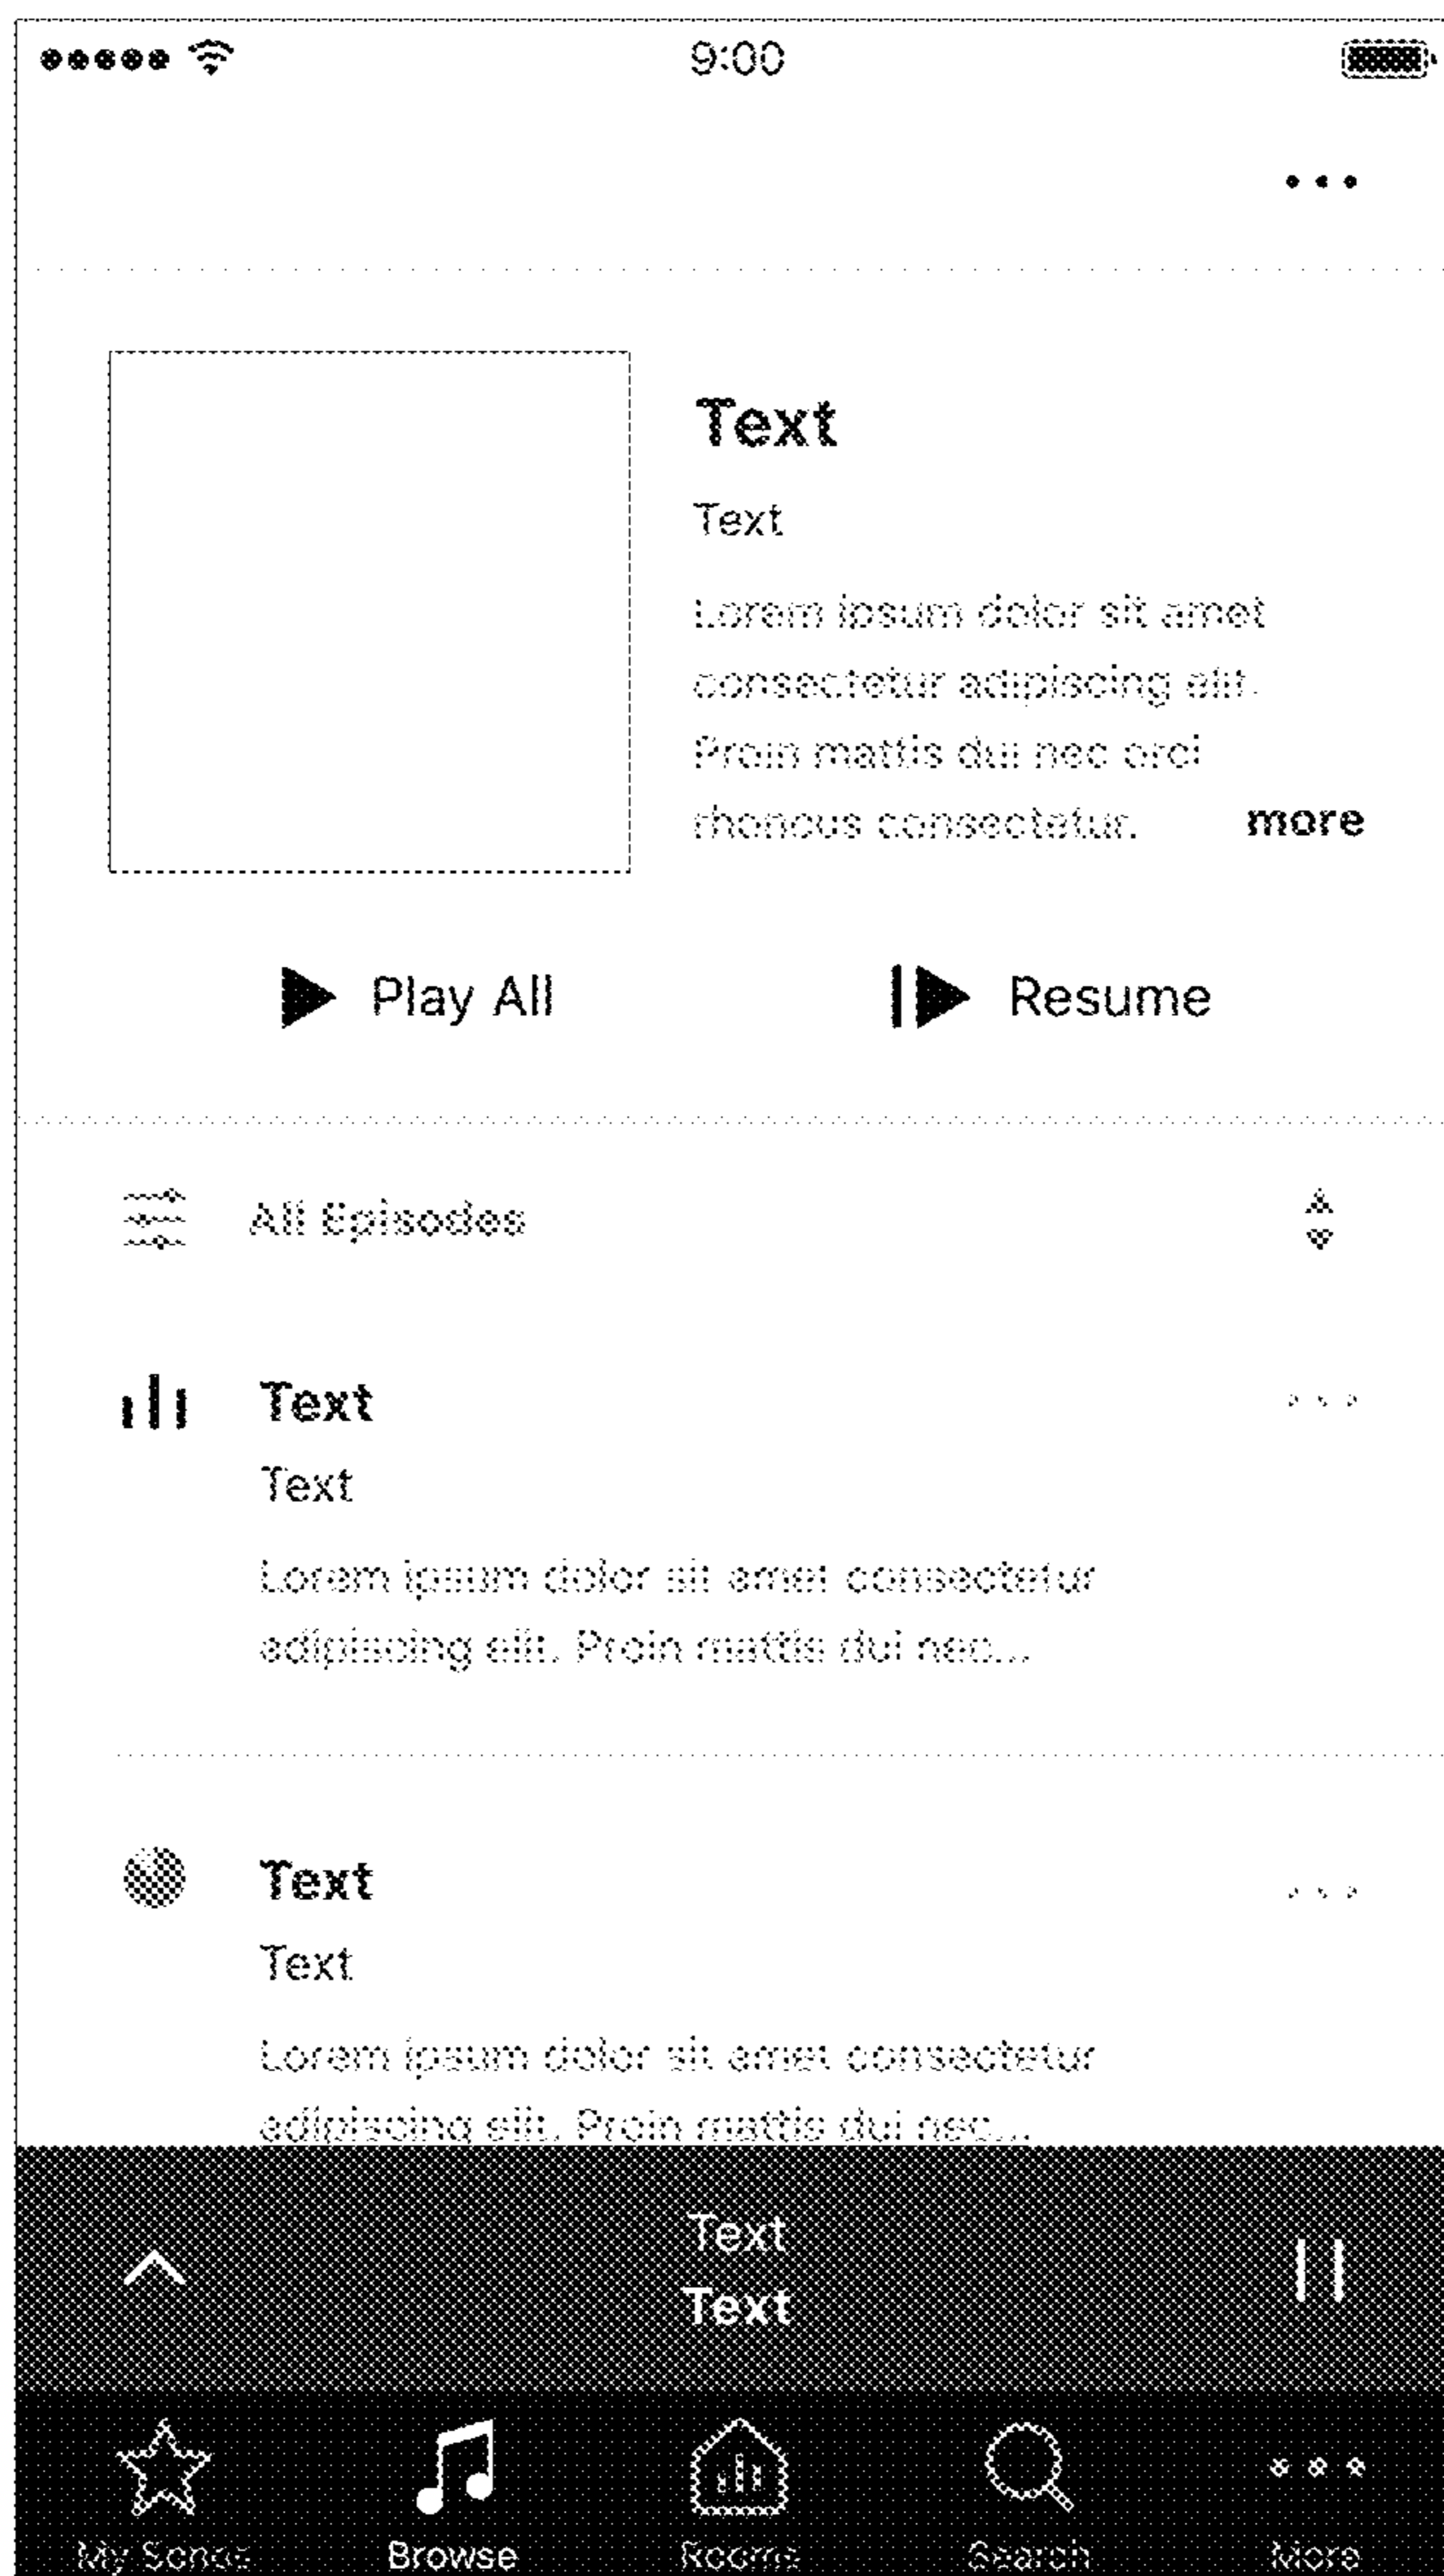 9:00
Text
Text
Lorem ipsum dolor sit amet
consectetur adipiscing elit.
Proin mattis dui nec orci
rhoncus consectetur. more
Play All Resume
All Episodes
Text
Text
Lorem ipsum dolor sit amet consectetur
adipiscing elit. Proin mattis dui nec...
Text
Text
Lorem ipsum dolor sit amet consectetur
adipiscing elit. Proin mattis dui nec...
Text
Text
My Sonos Browse Rooms Search More